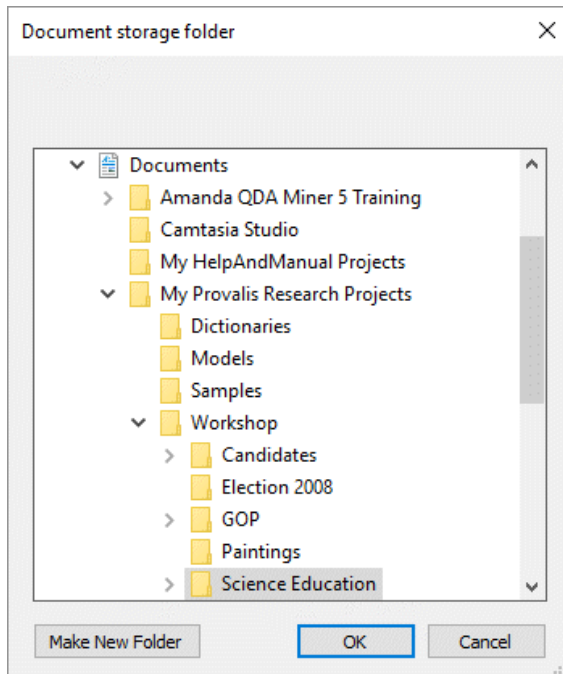 Document storage folder
Documents
Amanda QDA Miner 5 Training
Camtasia Studio
My HelpAndManual Projects
My Provalis Research Projects
Dictionaries
Models
Samples
Workshop
Candidates
Election 2008
GOP
Paintings
Science Education
Make New Folder OK Cancel